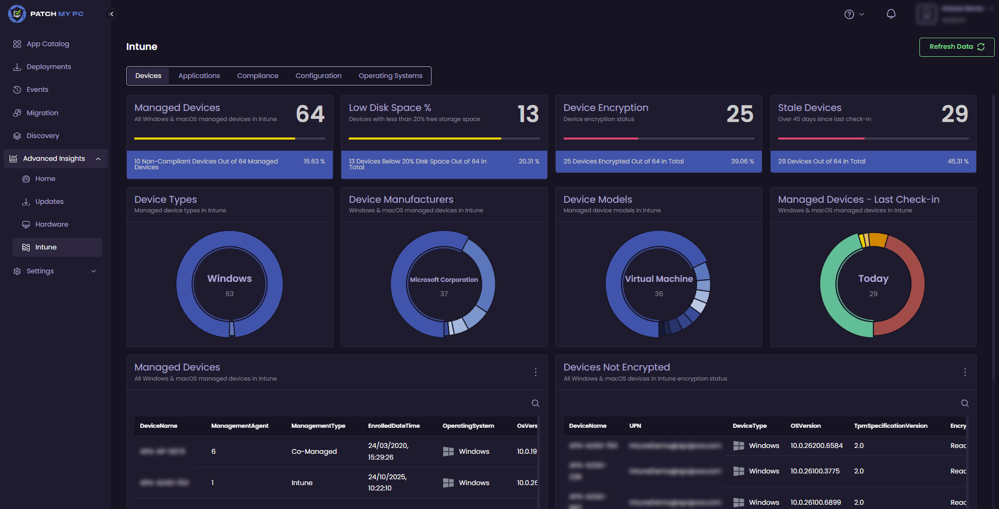 PATCH MY PC
App Catalog
Deployments
Events
Migration
Discovery
Advanced Insights
Home
Updates
Hardware
Intune
Settings
Intune
Refresh Data
Devices Applications Compliance Configuration Operating Systems
Managed Devices
All Windows & macOS managed devices in Intune
64
10 Non-Compliant Devices Out of 64 Managed
Devices
15.63 %
Low Disk Space %
Devices with less than 20% free storage space
13
13 Devices Below 20% Disk Space Out of 64 in
Total
20.31 %
Device Encryption
Device encryption status
25
25 Devices Encrypted Out of 64 in Total
39.06 %
Stale Devices
Over 45 days since last check-in
29
29 Devices Out of 64 in Total
45.31 %
Device Types
Managed device types in Intune
Windows
63
Device Manufacturers
Windows & macOS managed devices in Intune
Microsoft Corporation
37
Device Models
Managed device models in Intune
Virtual Machine
36
Managed Devices - Last Check-in
Windows & macOS managed devices in Intune
Today
29
Managed Devices
All Windows & macOS managed devices in Intune
DeviceName ManagementAgent ManagementType EnrolledDateTime OperatingSystem OsVers
6 Co-Managed 24/03/2020, Windows 10.0.19
15:29:26
1 Intune 24/10/2025, Windows 10.0.26
10:22:10
Devices Not Encrypted
All Windows & macOS devices in Intune encryption status
DeviceName UPN DeviceType OSVersion TpmSpecificationVersion Encry
Windows 10.0.26200.6584 2.0 Reac
Windows 10.0.26100.3775 2.0 Reac
Windows 10.0.26100.6899 2.0 Reac